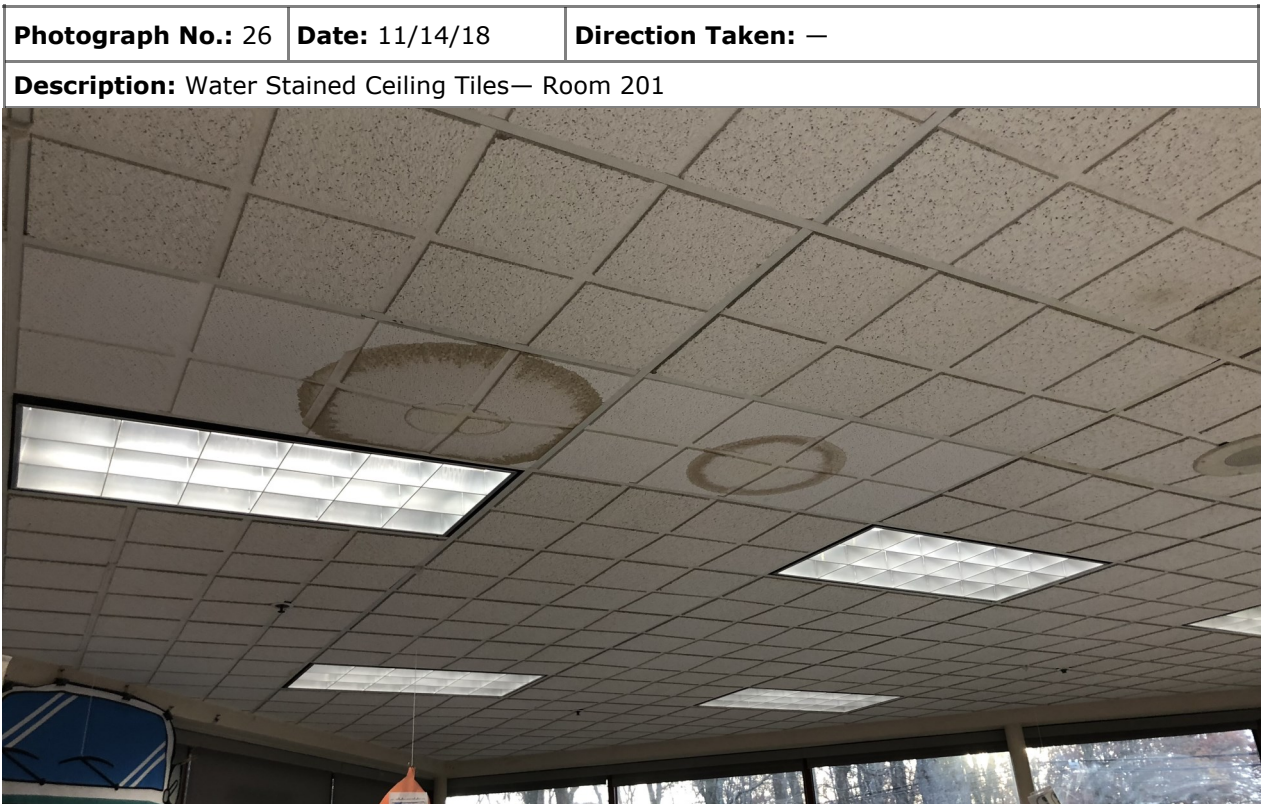 Photograph No.: 26 Date: 11/14/18 Direction Taken: —
Description: Water Stained Ceiling Tiles— Room 201